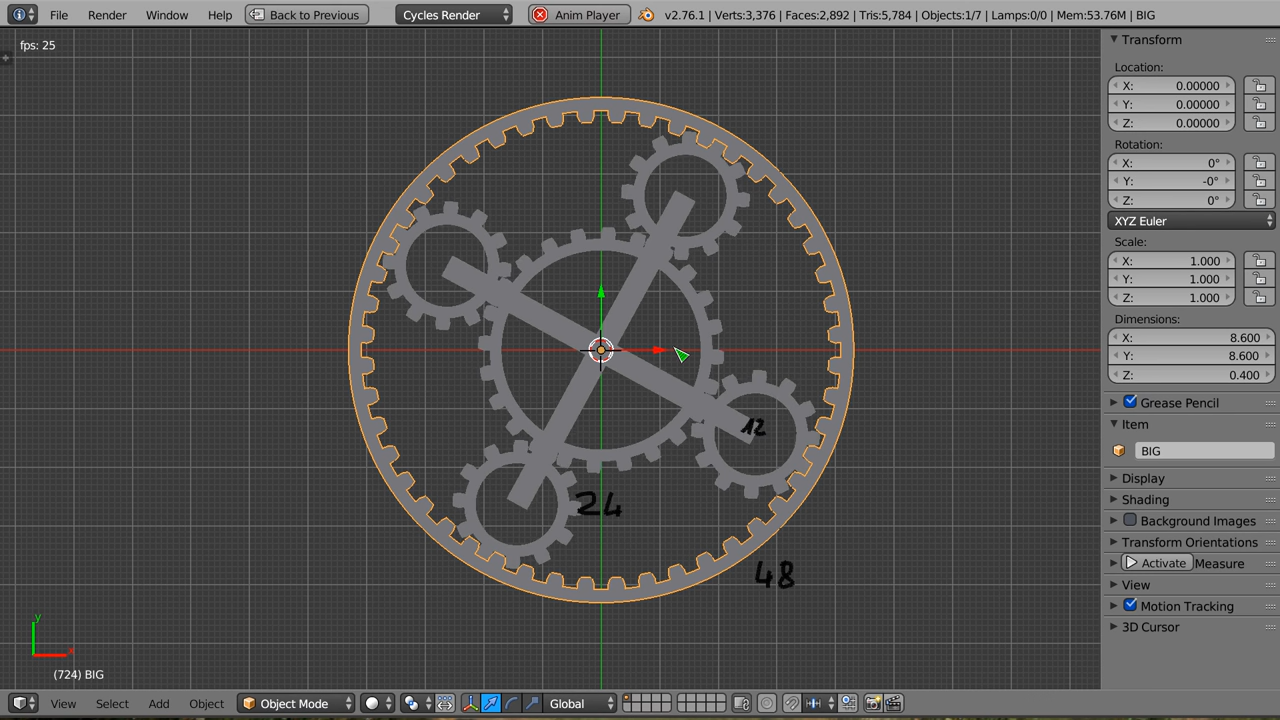 File Render Window Help Back to Previous Cycles Render Anim Player v2.76.1 | Verts:3,376 | Faces:2,892 | Tris:5,784 | Objects:1/7 | Lamps:0/0 | Mem:53.76M | BIG
fps: 25
Transform
Location:
X: 0.00000
Y: 0.00000
Z: 0.00000
Rotation:
X: 0°
Y: -0°
Z: 0°
XYZ Euler
Scale:
X: 1.000
Y: 1.000
Z: 1.000
Dimensions:
X: 8.600
Y: 8.600
Z: 0.400
Grease Pencil
Item
BIG
Display
Shading
Background Images
Transform Orientations
Activate Measure
View
Motion Tracking
3D Cursor
12
24
48
y
x
(724) BIG
View Select Add Object Object Mode Global